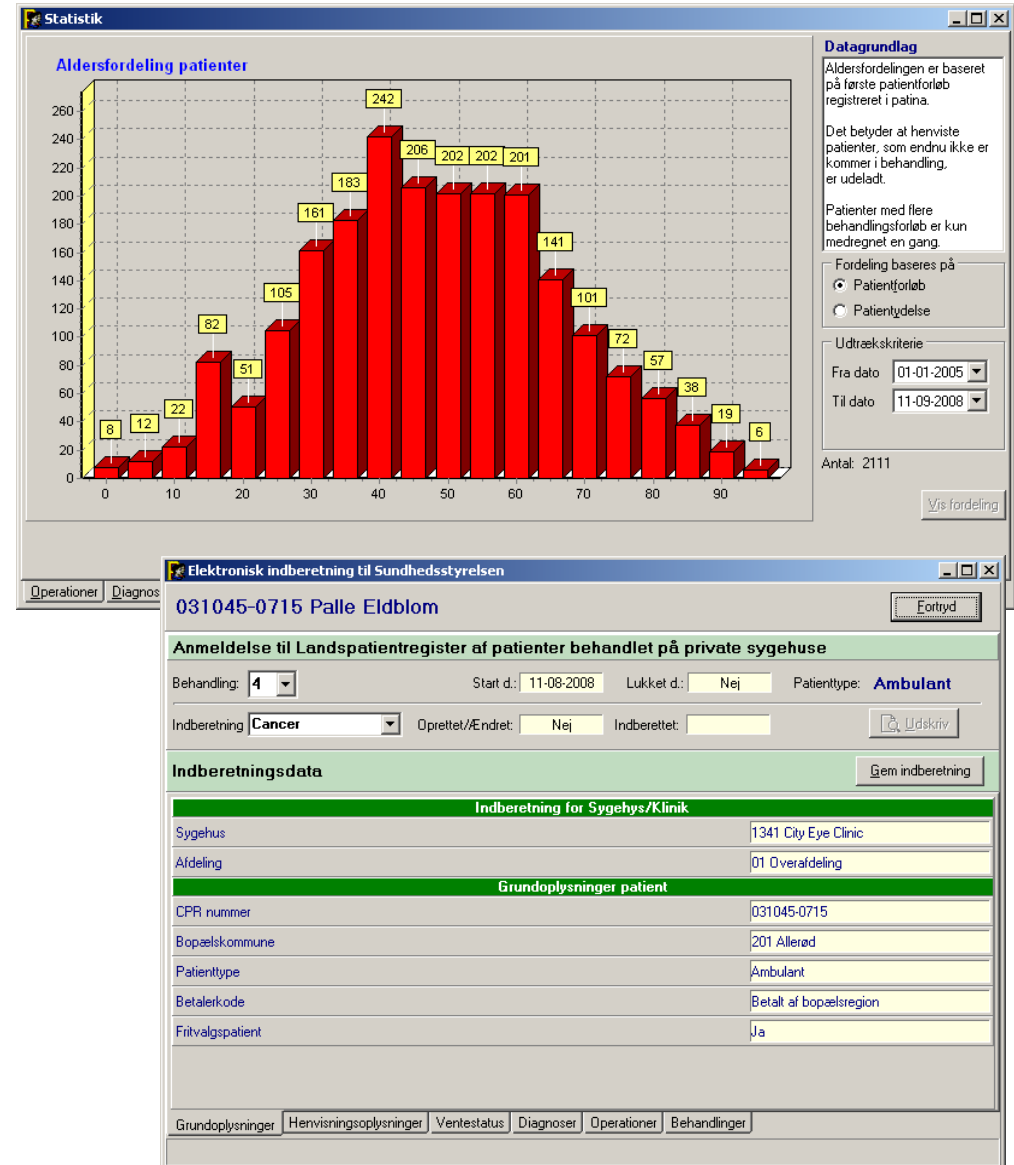 Statistik
Aldersfordeling patienter
260
240
220
200
180
160
140
120
100
80
60
40
20
0
8
12
22
82
51
105
161
183
242
206
202
202
201
141
101
72
57
38
19
6
0
10
20
30
40
50
60
70
80
90
Datagrundlag
Aldersfordelingen er baseret
på første patientforløb
registreret i patina.
Det betyder at henviste
patienter, som endnu ikke er
kommer i behandling,
er udeladt.
Patienter med flere
behandlingsforløb er kun
medregnet en gang.
Fordeling baseres på
Patientforløb
Patientydelse
Udtrækskriterie
Fra dato 01-01-2005
Til dato 11-09-2008
Antal: 2111
Vis fordeling
Operationer Diagnos
Elektronisk indberetning til Sundhedsstyrelsen
031045-0715 Palle Eldblom
Fortryd
Anmeldelse til Landspatientregister af patienter behandlet på private sygehuse
Behandling: 4 Start d.: 11-08-2008 Lukket d.: Nej Patienttype: Ambulant
Indberetning Cancer Oprettet/Ændret: Nej Indberettet: Udskriv
Indberetningsdata Gem indberetning
Indberetning for Sygehys/Klinik
Sygehus 1341 City Eye Clinic
Afdeling 01 Overafdeling
Grundoplysninger patient
CPR nummer 031045-0715
Bopælskommune 201 Allerød
Patienttype Ambulant
Betalerkode Betalt af bopælsregion
Fritvalgspatient Ja
Grundoplysninger Henvisningsoplysninger Ventestatus Diagnoser Operationer Behandlinger